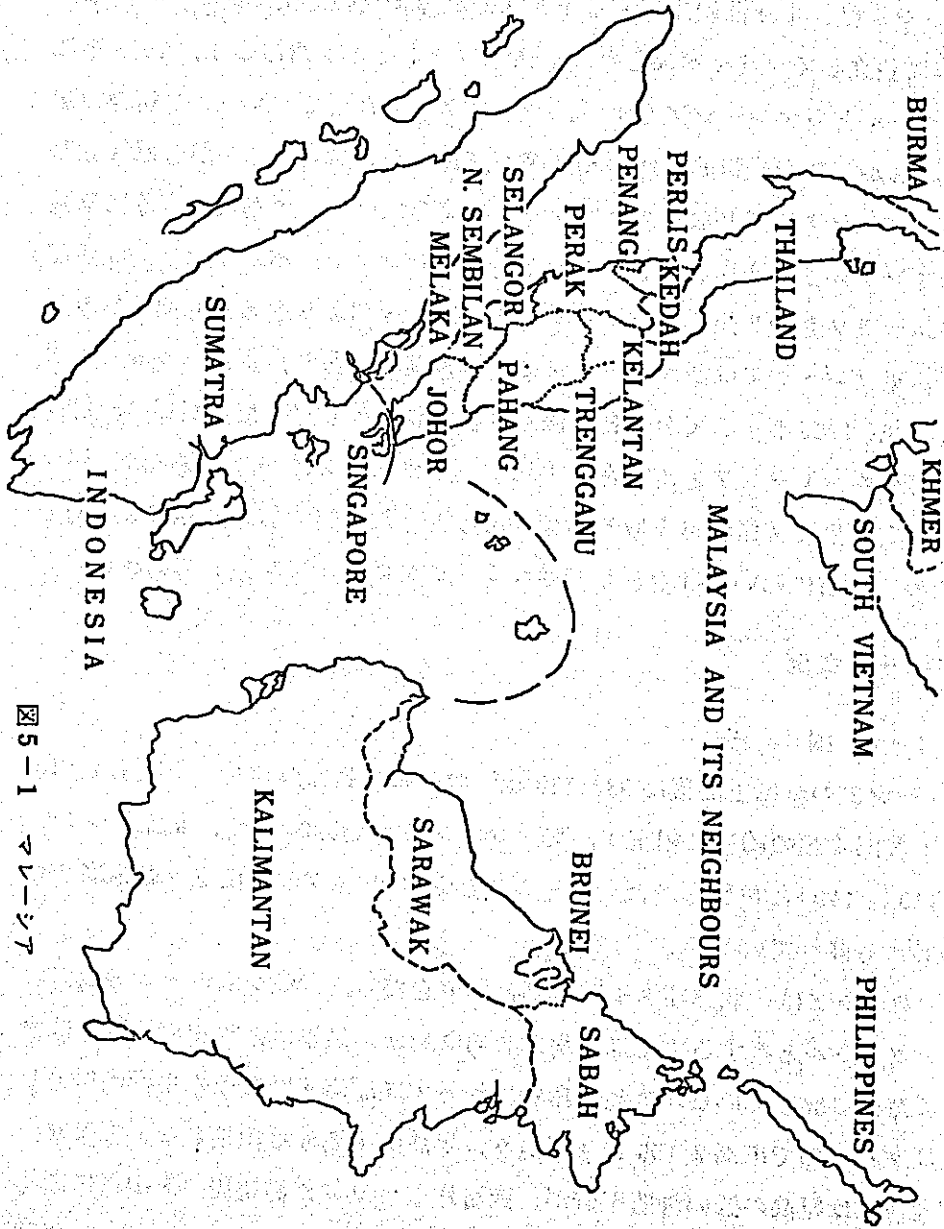 BURMA
THAILAND
KHMER
SOUTH VIETNAM
PHILIPPINES
MALAYSIA AND ITS NEIGHBOURS
PERLIS
KEDAH
PENANG
KELANTAN
PERAK
TRENGGANU
SELANGOR
PAHANG
N. SEMBILAN
MELAKA
JOHOR
SINGAPORE
SUMATRA
INDONESIA
BRUNEI
SABAH
SARAWAK
KALIMANTAN
図5-1 マレーシア